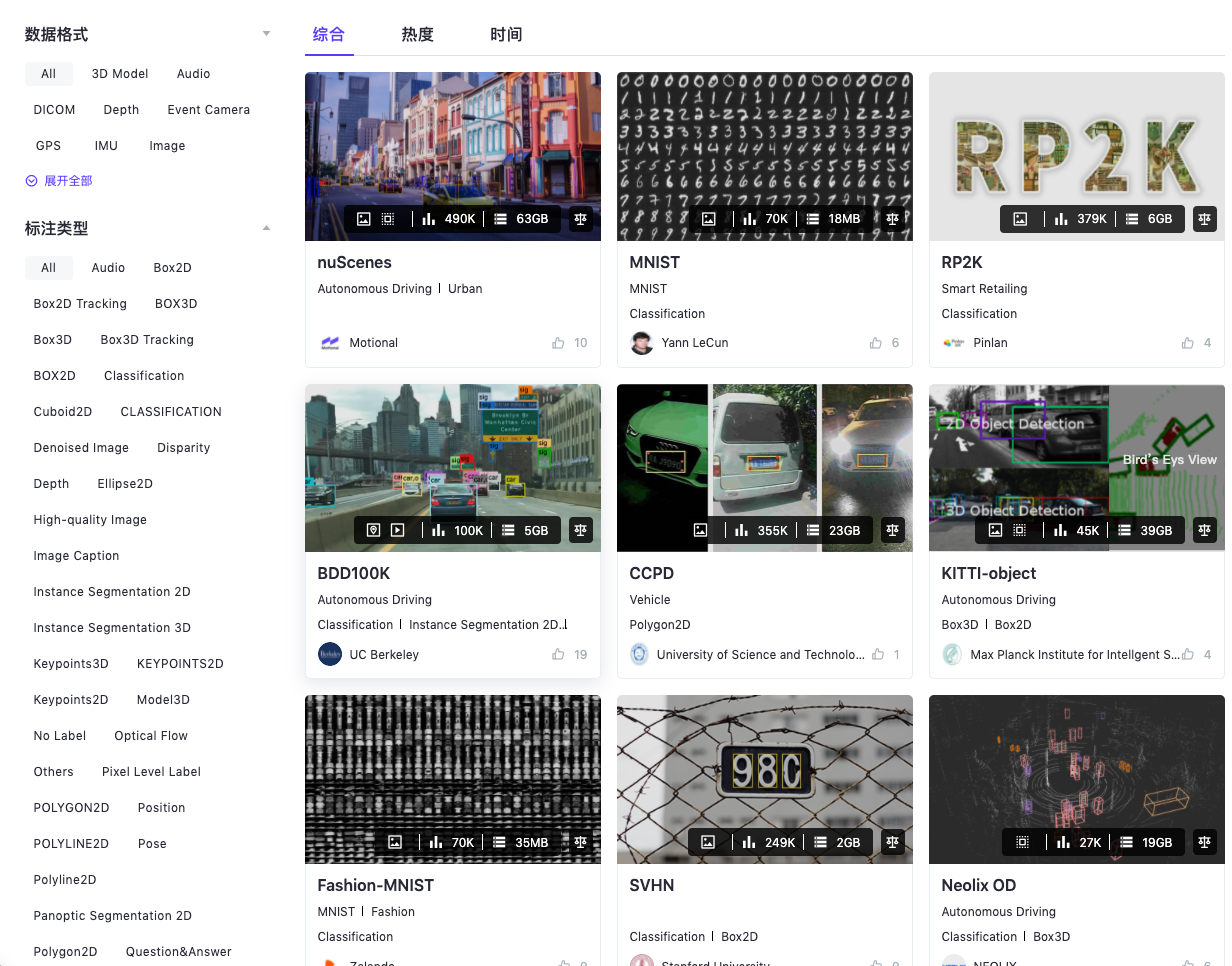 数据格式
All 3D Model Audio
DICOM Depth Event Camera
GPS IMU Image
展开全部
标注类型
All Audio Box2D
Box2D Tracking BOX3D
Box3D Box3D Tracking
BOX2D Classification
Cuboid2D CLASSIFICATION
Denoised Image Disparity
Depth Ellipse2D
High-quality Image
Image Caption
Instance Segmentation 2D
Instance Segmentation 3D
Keypoints3D KEYPOINTS2D
Keypoints2D Model3D
No Label Optical Flow
Others Pixel Level Label
POLYGON2D Position
POLYLINE2D Pose
Polyline2D
Panoptic Segmentation 2D
Polygon2D Question&Answer
综合 热度 时间
490K 63GB
nuScenes
Autonomous Driving | Urban
Motional 10
70K 18MB
MNIST
MNIST
Classification
Yann LeCun 6
RP2K
379K 6GB
RP2K
Smart Retailing
Classification
Pinlan 4
Brooklyn Br
Manhattan Civic
Center
100K 5GB
BDD100K
Autonomous Driving
Classification | Instance Segmentation 2D...
UC Berkeley 19
355K 23GB
CCPD
Vehicle
Polygon2D
University of Science and Technolo... 1
2D Object Detection
Bird's Eys View
3D Object Detection
45K 39GB
KITTI-object
Autonomous Driving
Box3D | Box2D
Max Planck Institute for Intellgent S... 4
70K 35MB
Fashion-MNIST
MNIST | Fashion
Classification
Zalando
980
249K 2GB
SVHN
Classification | Box2D
Stanford University
27K 19GB
Neolix OD
Autonomous Driving
Classification | Box3D
NEOLIX 6